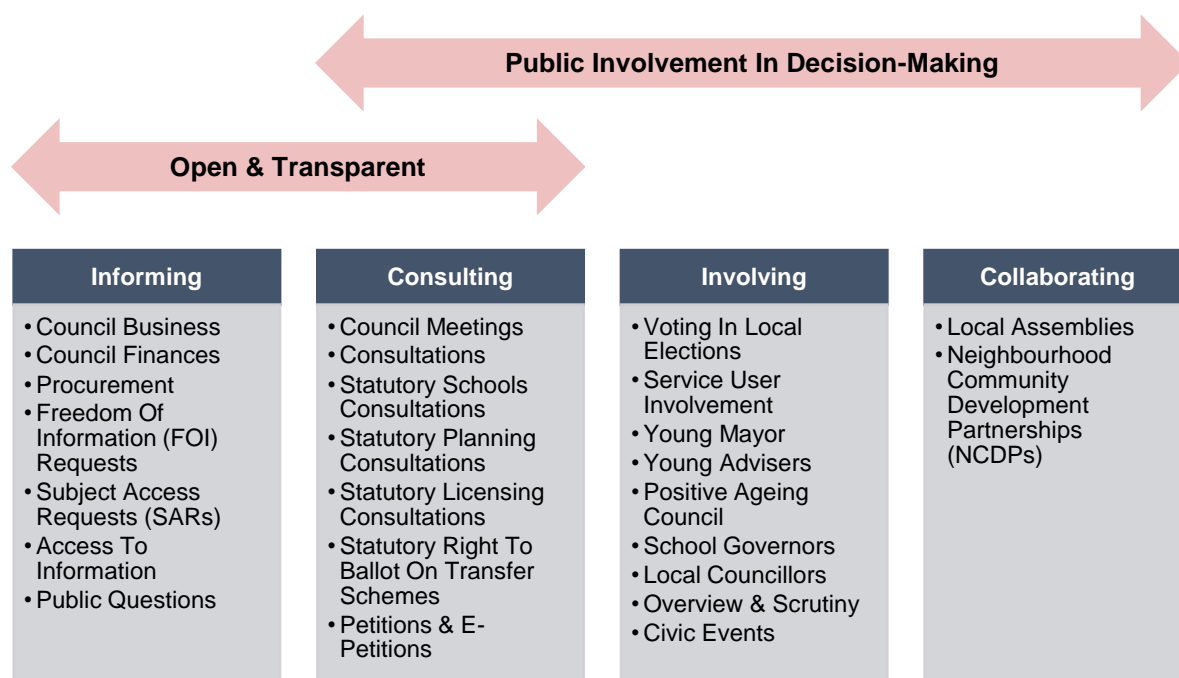 Public Involvement In Decision-Making
Open & Transparent
Informing
• Council Business
• Council Finances
• Procurement
• Freedom Of
Information (FOI)
Requests
• Subject Access
Requests (SARs)
• Access To
Information
• Public Questions
Consulting
• Council Meetings
• Consultations
• Statutory Schools
Consultations
• Statutory Planning
Consultations
• Statutory Licensing
Consultations
• Statutory Right To
Ballot On Transfer
Schemes
• Petitions & E-
Petitions
Involving
• Voting In Local
Elections
• Service User
Involvement
• Young Mayor
• Young Advisers
• Positive Ageing
Council
• School Governors
• Local Councillors
• Overview & Scrutiny
• Civic Events
Collaborating
• Local Assemblies
• Neighbourhood
Community
Development
Partnerships
(NCDPs)